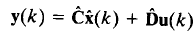 y(k) = Ĉx̂(k) + D̂u(k)